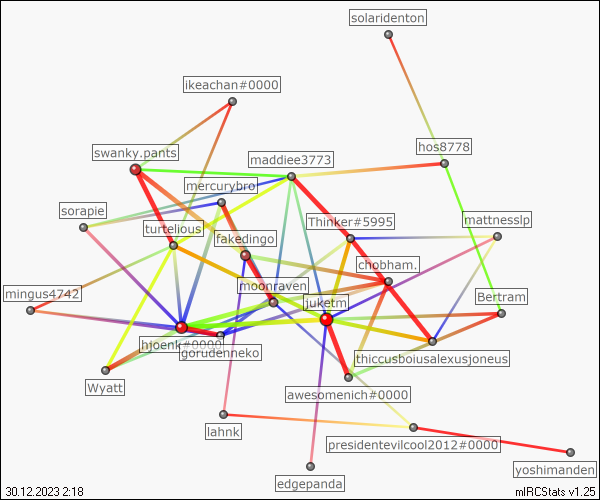 solaridenton
ikeachan#0000
hos8778
swanky.pants
maddiee3773
mercurybro
sorapie
Thinker#5995
mattnesslp
turtelious
fakedingo
chobham.
moonraven
mingus4742
juketm
Bertram
hjoenk#0000
gorudenneko
thiccusboiusalexusjoneus
Wyatt
awesomenich#0000
lahnk
presidentevilcool2012#0000
yoshimanden
edgepanda
30.12.2023 2:18
mIRCStats v1.25